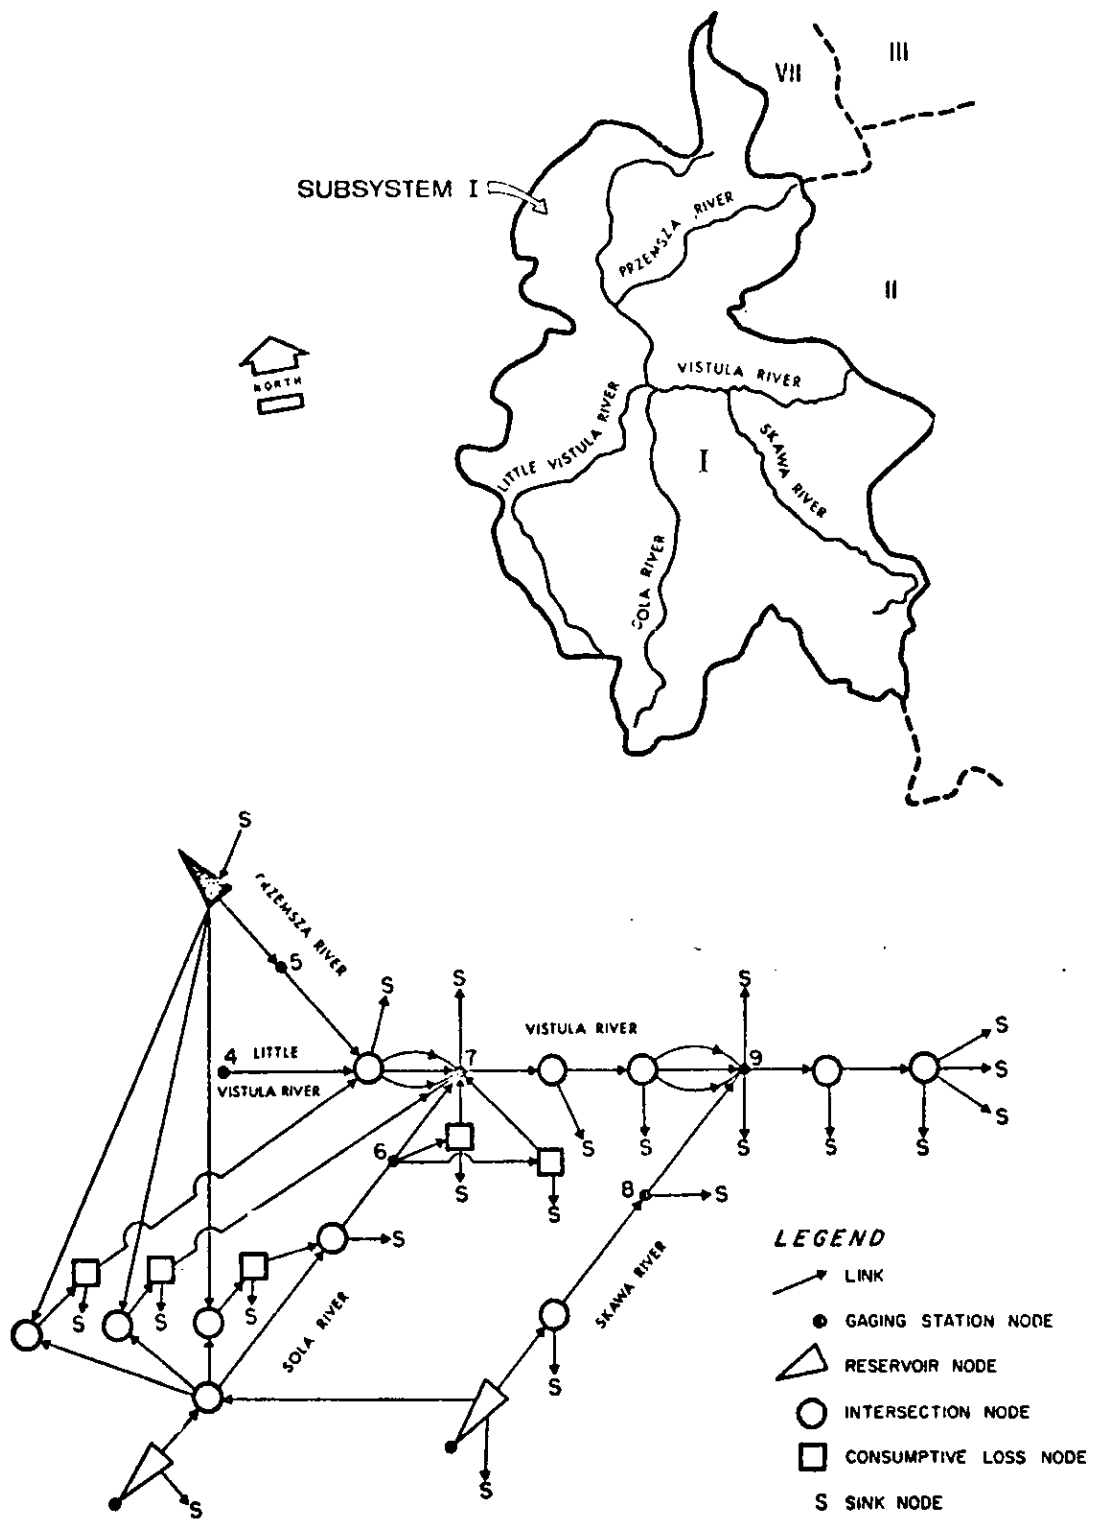 III
VII
SUBSYSTEM I
PRZEMSZA RIVER
II
NORTH
VISTULA RIVER
LITTLE VISTULA RIVER
I
SKAWA RIVER
SOLA RIVER
S
PRZEMSZA RIVER
5
S
S
S
4 LITTLE
VISTULA RIVER
7
VISTULA RIVER
9
S
S
S
6
S
S
S
S
S
S
8
S
S
S
S
S
S
SOLA RIVER
SKAWA RIVER
S
S
S
LEGEND
LINK
GAGING STATION NODE
RESERVOIR NODE
INTERSECTION NODE
CONSUMPTIVE LOSS NODE
S SINK NODE